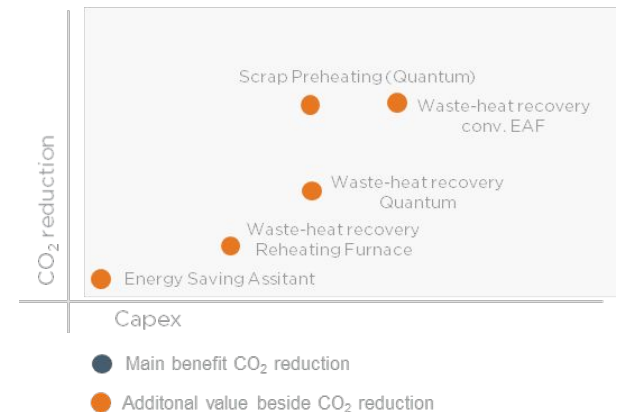 Scrap Preheating (Quantum)
Waste-heat recovery
conv. EAF
Waste-heat recovery
Quantum
Waste-heat recovery
Reheating Furnace
Energy Saving Assitant
CO₂ reduction
Capex
Main benefit CO₂ reduction
Additonal value beside CO₂ reduction